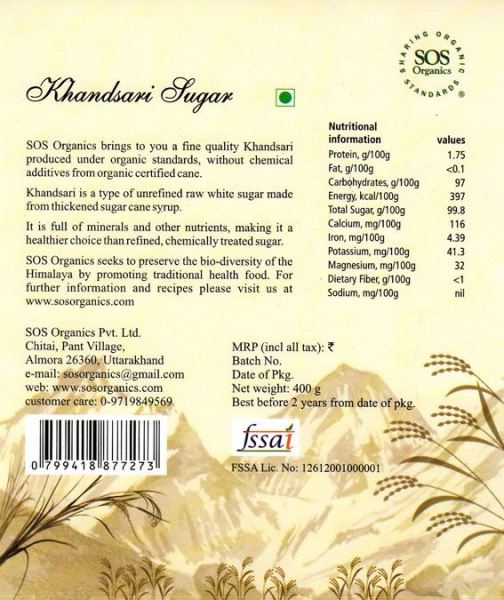 SHARING ORGANIC
SOS
Organics
STANDARDS
®
Khandsari Sugar
SOS Organics brings to you a fine quality Khandsari
produced under organic standards, without chemical
additives from organic certified cane.
Khandsari is a type of unrefined raw white sugar made
from thickened sugar cane syrup.
It is full of minerals and other nutrients, making it a
healthier choice than refined, chemically treated sugar.
SOS Organics seeks to preserve the bio-diversity of the
Himalaya by promoting traditional health food. For
further information and recipes please visit us at
www.sosorganics.com
Nutritional
information values
Protein, g/100g 1.75
Fat, g/100g <0.1
Carbohydrates, g/100g 97
Energy, kcal/100g 397
Total Sugar, g/100g 99.8
Calcium, mg/100g 116
Iron, mg/100g 4.39
Potassium, mg/100g 41.3
Magnesium, mg/100g 32
Dietary Fiber, g/100g <1
Sodium, mg/100g nil
SOS Organics Pvt. Ltd.
Chitai, Pant Village,
Almora 26360, Uttarakhand
e-mail: sosorganics@gmail.com
web: www.sosorganics.com
customer care: 0-9719849569
MRP (incl all tax): ₹
Batch No.
Date of Pkg.
Net weight: 400 g
Best before 2 years from date of pkg.
0 799418 877273
fssai
FSSA Lic. No: 12612001000001